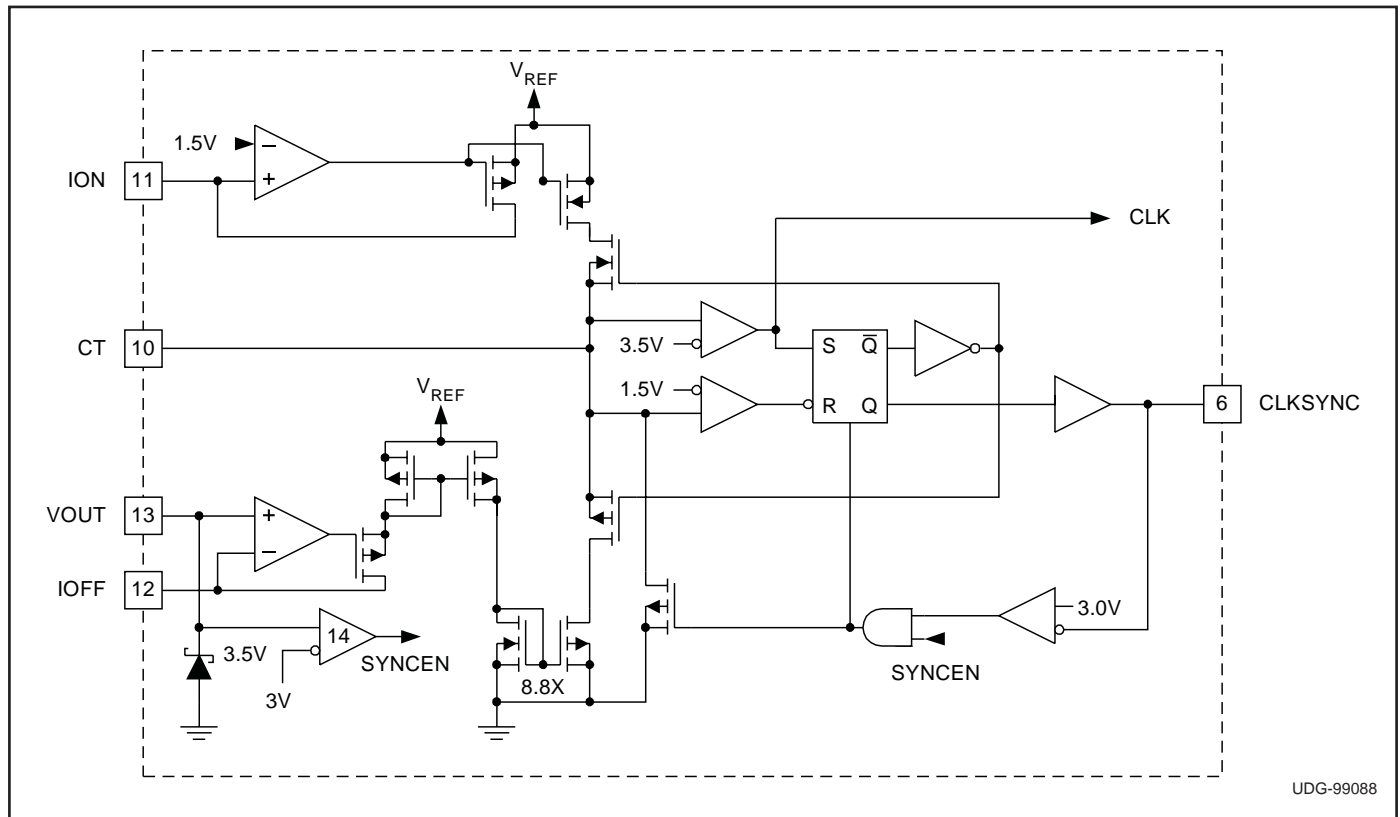 VREF
1.5V
−
+
ION
11
CLK
CT
10
3.5V
S
Q̅
1.5V
R
Q
VREF
6
CLKSYNC
VOUT
13
+
−
IOFF
12
3.5V
14
SYNCEN
3V
8.8X
3.0V
SYNCEN
UDG-99088